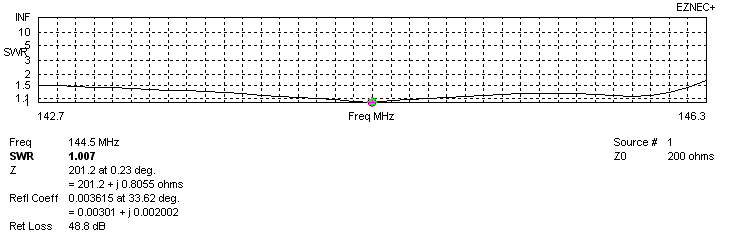 EZNEC+
INF
10
5
SWR
3
2
1.5
1.1
142.7 Freq MHz 146.3
Freq 144.5 MHz Source # 1
SWR 1.007 Z0 200 ohms
Z 201.2 at 0.23 deg.
= 201.2 + j 0.8055 ohms
Refl Coeff 0.003615 at 33.62 deg.
= 0.00301 + j 0.002002
Ret Loss 48.8 dB